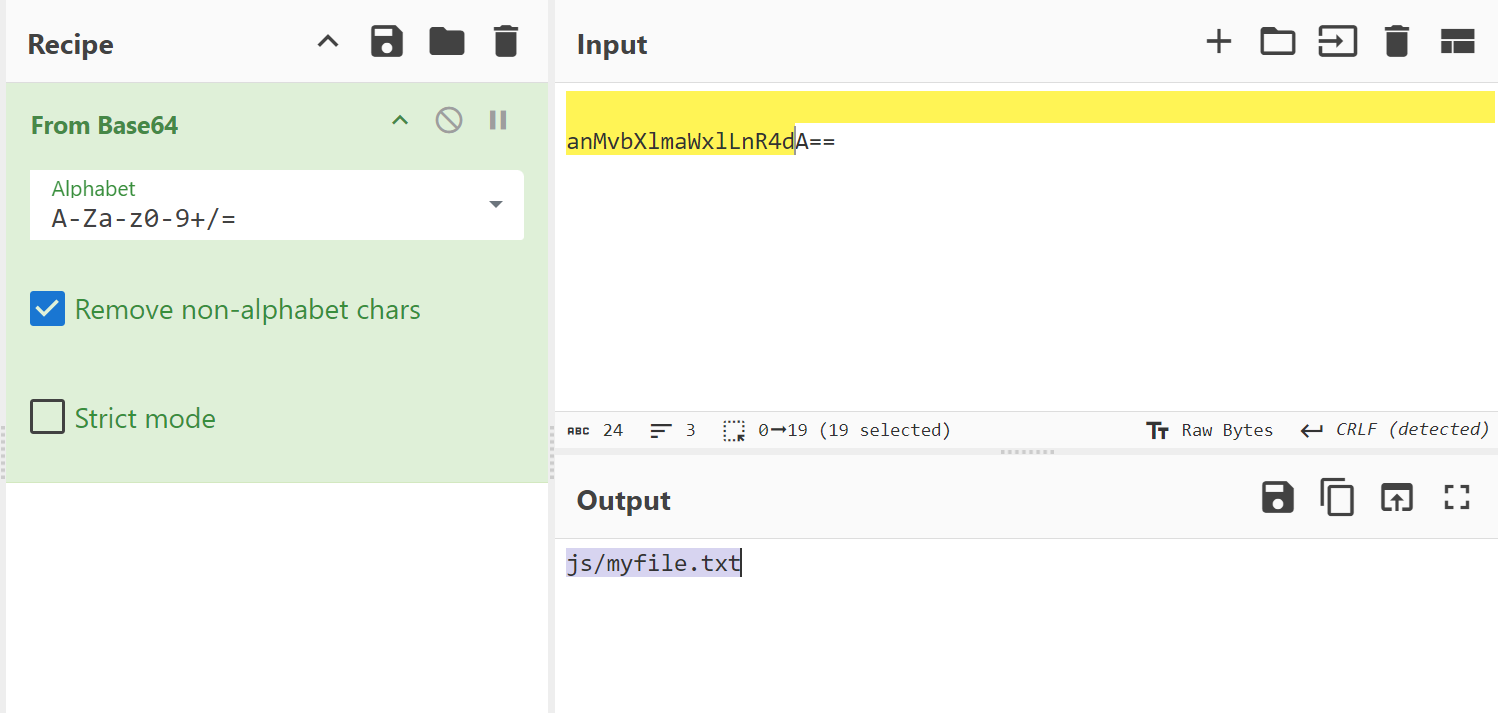 Recipe
From Base64
Alphabet
A-Za-z0-9+/=
Remove non-alphabet chars
Strict mode
Input
anMvbXlmaWxlLnR4dA==
ABC 24 3 0→19 (19 selected) Tт Raw Bytes CRLF (detected)
Output
js/myfile.txt